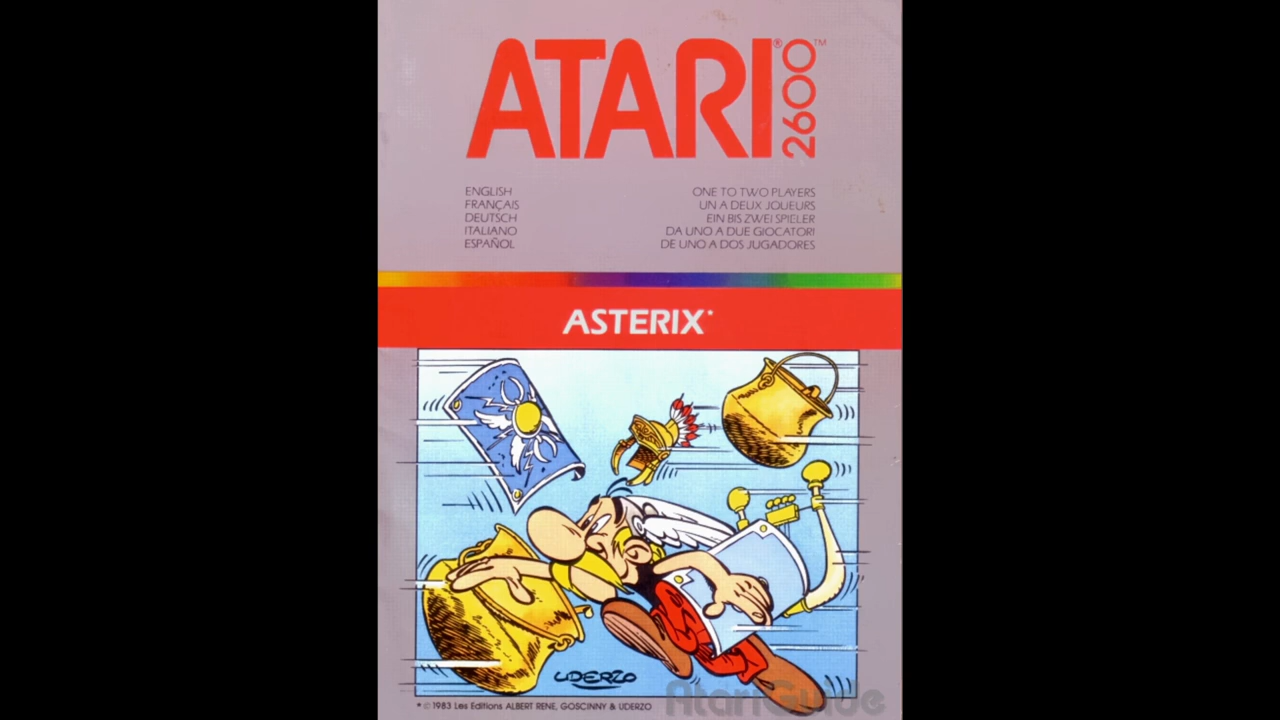 ATARI® 2600™
ENGLISH
FRANÇAIS
DEUTSCH
ITALIANO
ESPAÑOL
ONE TO TWO PLAYERS
UN A DEUX JOUEURS
EIN BIS ZWEI SPIELER
DA UNO A DUE GIOCATORI
DE UNO A DOS JUGADORES
ASTERIX*
UDERZO
* © 1983 Les Editions ALBERT RENE, GOSCINNY & UDERZO
AtariGuide